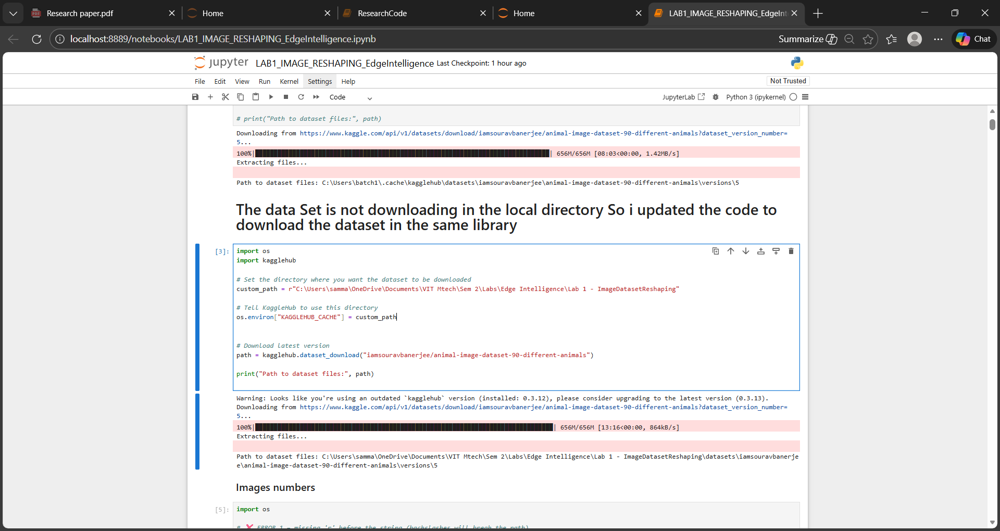 Research paper.pdf
Home
ResearchCode
Home
LAB1_IMAGE_RESHAPING_EdgeInt
localhost:8889/notebooks/LAB1_IMAGE_RESHAPING_EdgeIntelligence.ipynb
Summarize
Chat
jupyter LAB1_IMAGE_RESHAPING_EdgeIntelligence Last Checkpoint: 1 hour ago
File Edit View Run Kernel Settings Help
Not Trusted
Code
JupyterLab
Python 3 (ipykernel)
# print("Path to dataset files:", path)
Downloading from https://www.kaggle.com/api/v1/datasets/download/iamsouravbanerjee/animal-image-dataset-90-different-animals?dataset_version_number=
5...
100%| | 656M/656M [08:03<00:00, 1.42MB/s]
Extracting files...
Path to dataset files: C:\Users\batch1\.cache\kagglehub\datasets\iamsouravbanerjee\animal-image-dataset-90-different-animals\versions\5
The data Set is not downloading in the local directory So i updated the code to
download the dataset in the same library
[3]: import os
import kagglehub
# Set the directory where you want the dataset to be downloaded
custom_path = r"C:\Users\samma\OneDrive\Documents\VIT Mtech\Sem 2\Labs\Edge Intelligence\Lab 1 - ImageDatasetReshaping"
# Tell KaggleHub to use this directory
os.environ["KAGGLEHUB_CACHE"] = custom_path
# Download latest version
path = kagglehub.dataset_download("iamsouravbanerjee/animal-image-dataset-90-different-animals")
print("Path to dataset files:", path)
Warning: Looks like you're using an outdated `kagglehub` version (installed: 0.3.12), please consider upgrading to the latest version (0.3.13).
Downloading from https://www.kaggle.com/api/v1/datasets/download/iamsouravbanerjee/animal-image-dataset-90-different-animals?dataset_version_number=
5...
100%| | 656M/656M [13:16<00:00, 864kB/s]
Extracting files...
Path to dataset files: C:\Users\samma\OneDrive\Documents\VIT Mtech\Sem 2\Labs\Edge Intelligence\Lab 1 - ImageDatasetReshaping\datasets\iamsouravbanerje
e\animal-image-dataset-90-different-animals\versions\5
Images numbers
[5]: import os
# ❌ ERROR 1 - missing 'r' before the string (backslashes will break the path)